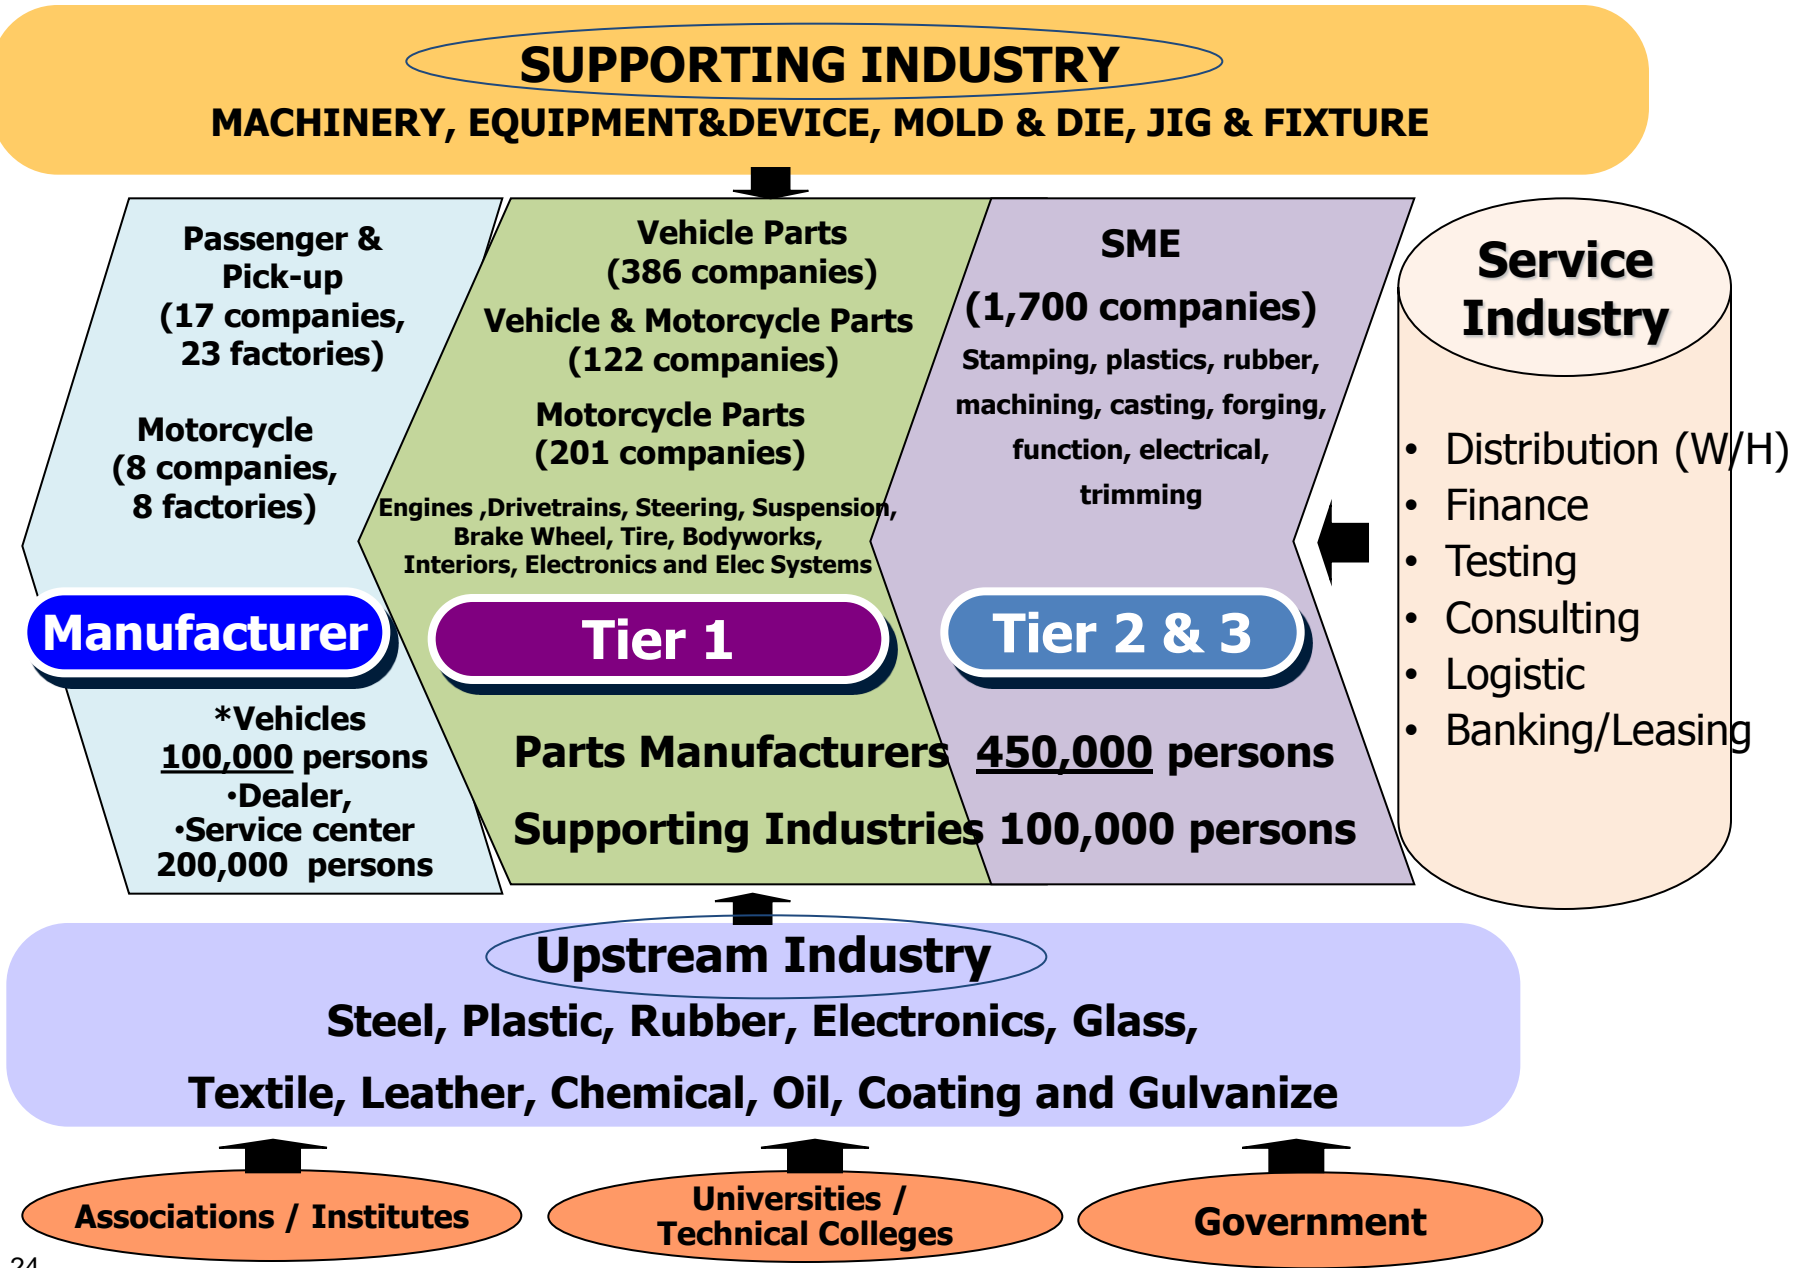 SUPPORTING INDUSTRY
MACHINERY, EQUIPMENT&DEVICE, MOLD & DIE, JIG & FIXTURE
Passenger &
Pick-up
(17 companies,
23 factories)
Motorcycle
(8 companies,
8 factories)
Manufacturer
*Vehicles
100,000 persons
•Dealer,
•Service center
200,000 persons
Vehicle Parts
(386 companies)
Vehicle & Motorcycle Parts
(122 companies)
Motorcycle Parts
(201 companies)
Engines ,Drivetrains, Steering, Suspension,
Brake Wheel, Tire, Bodyworks,
Interiors, Electronics and Elec Systems
Tier 1
SME
(1,700 companies)
Stamping, plastics, rubber,
machining, casting, forging,
function, electrical,
trimming
Tier 2 & 3
Parts Manufacturers 450,000 persons
Supporting Industries 100,000 persons
Service
Industry
• Distribution (W/H)
• Finance
• Testing
• Consulting
• Logistic
• Banking/Leasing
Upstream Industry
Steel, Plastic, Rubber, Electronics, Glass,
Textile, Leather, Chemical, Oil, Coating and Gulvanize
Associations / Institutes
Universities /
Technical Colleges
Government
24